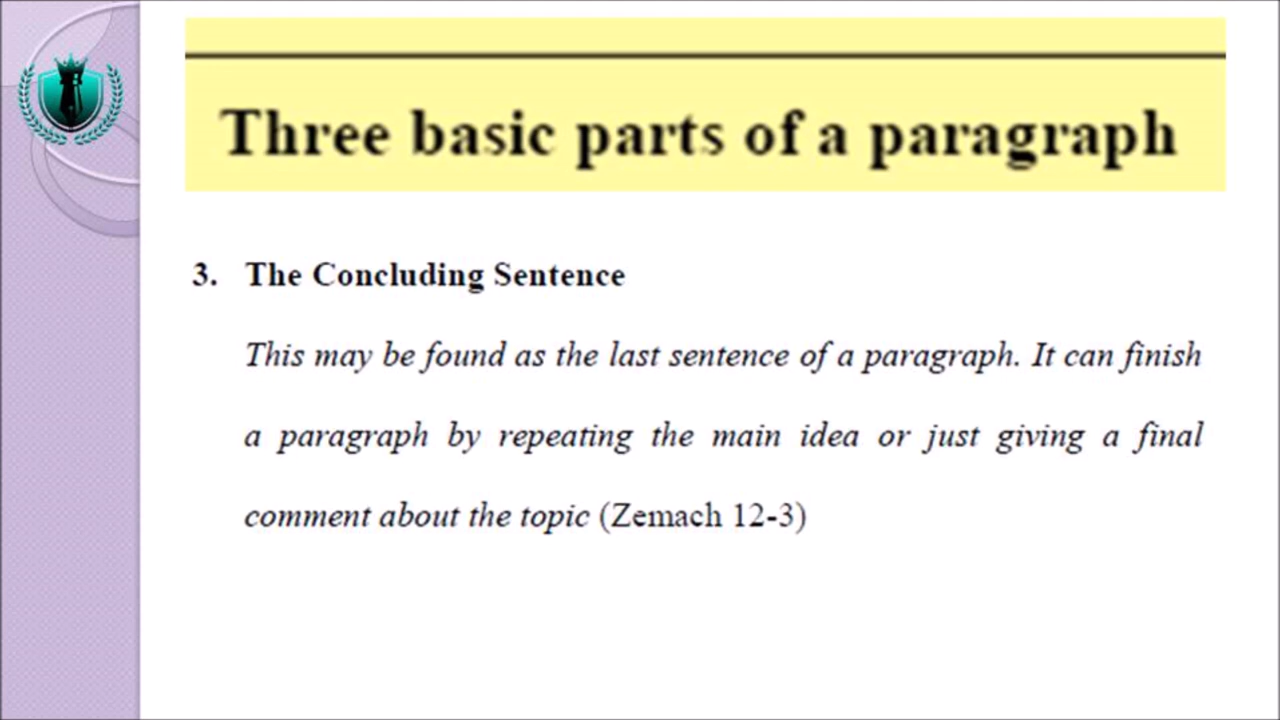 Three basic parts of a paragraph
3. The Concluding Sentence
This may be found as the last sentence of a paragraph. It can finish
a paragraph by repeating the main idea or just giving a final
comment about the topic (Zemach 12-3)